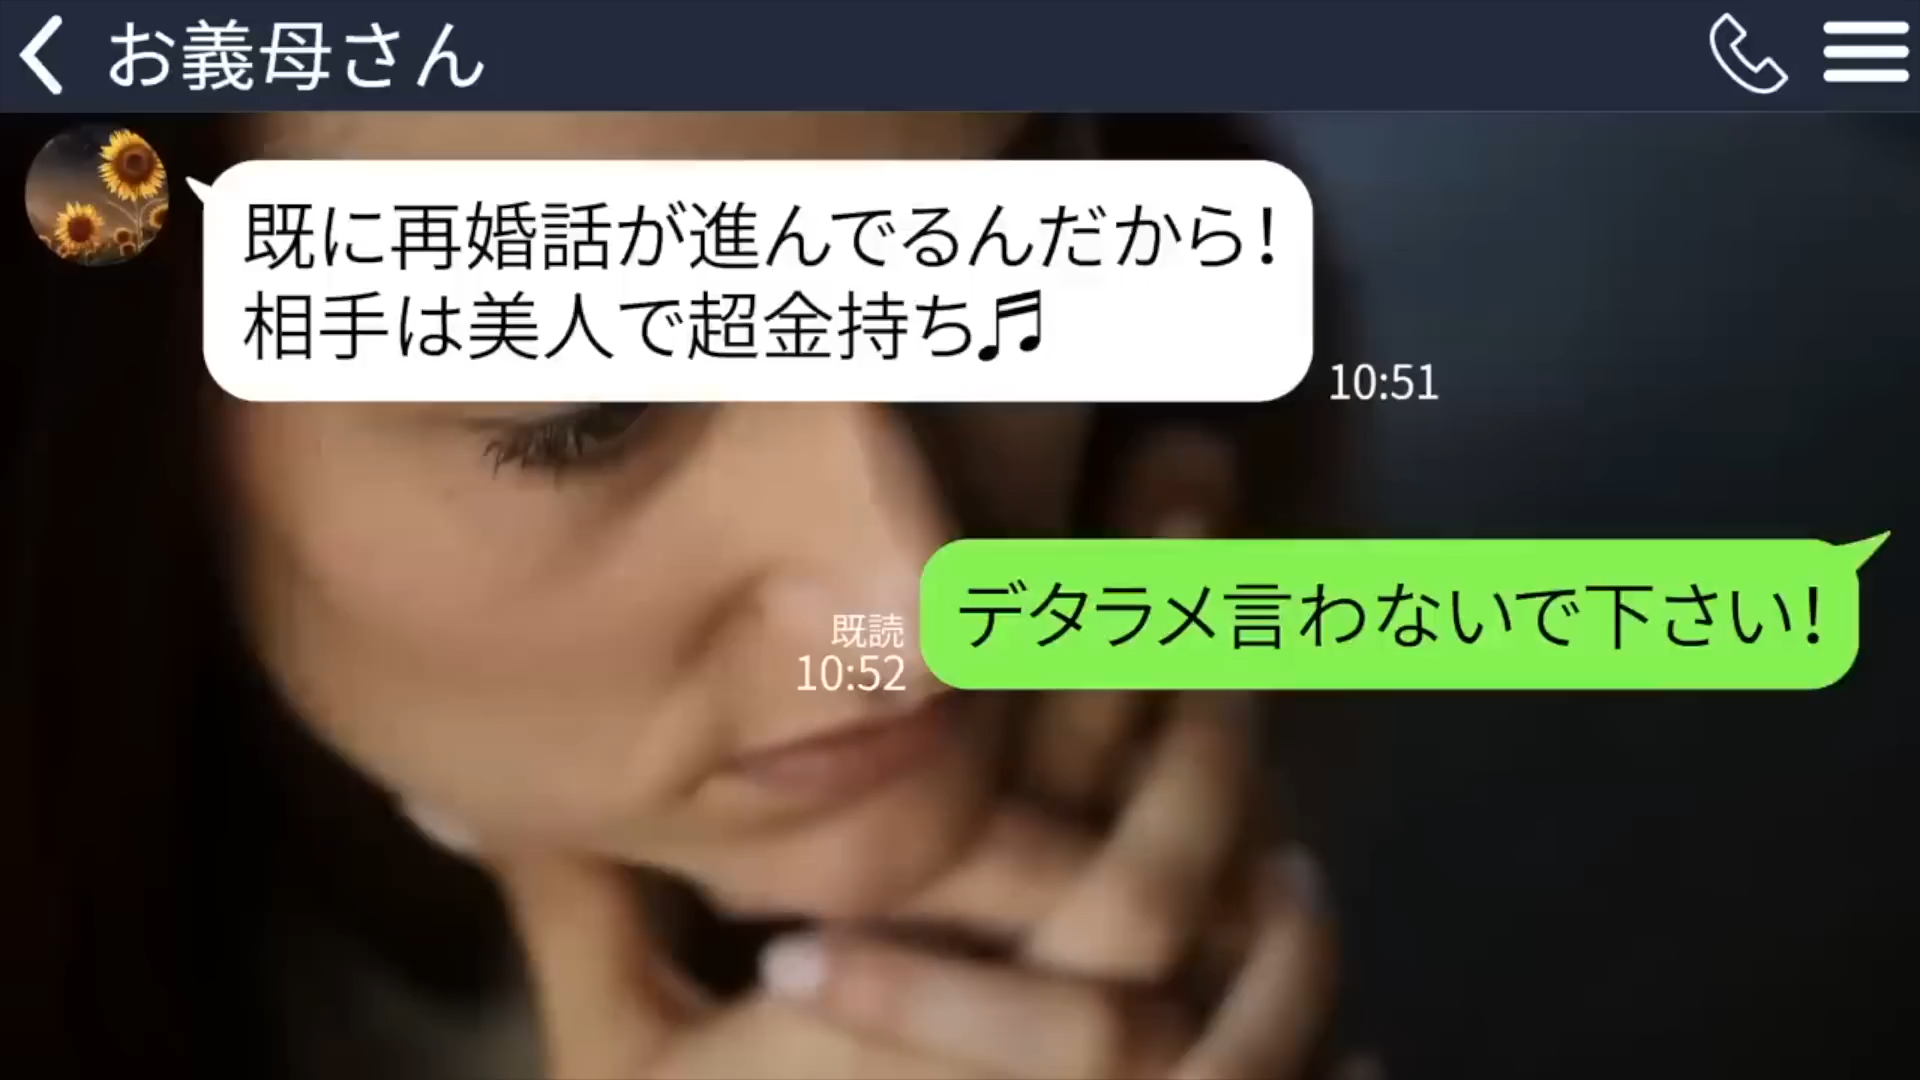 お義母さん
既に再婚話が進んでるんだから！
相手は美人で超金持ち♬
10:51
デタラメ言わないで下さい！
既読
10:52